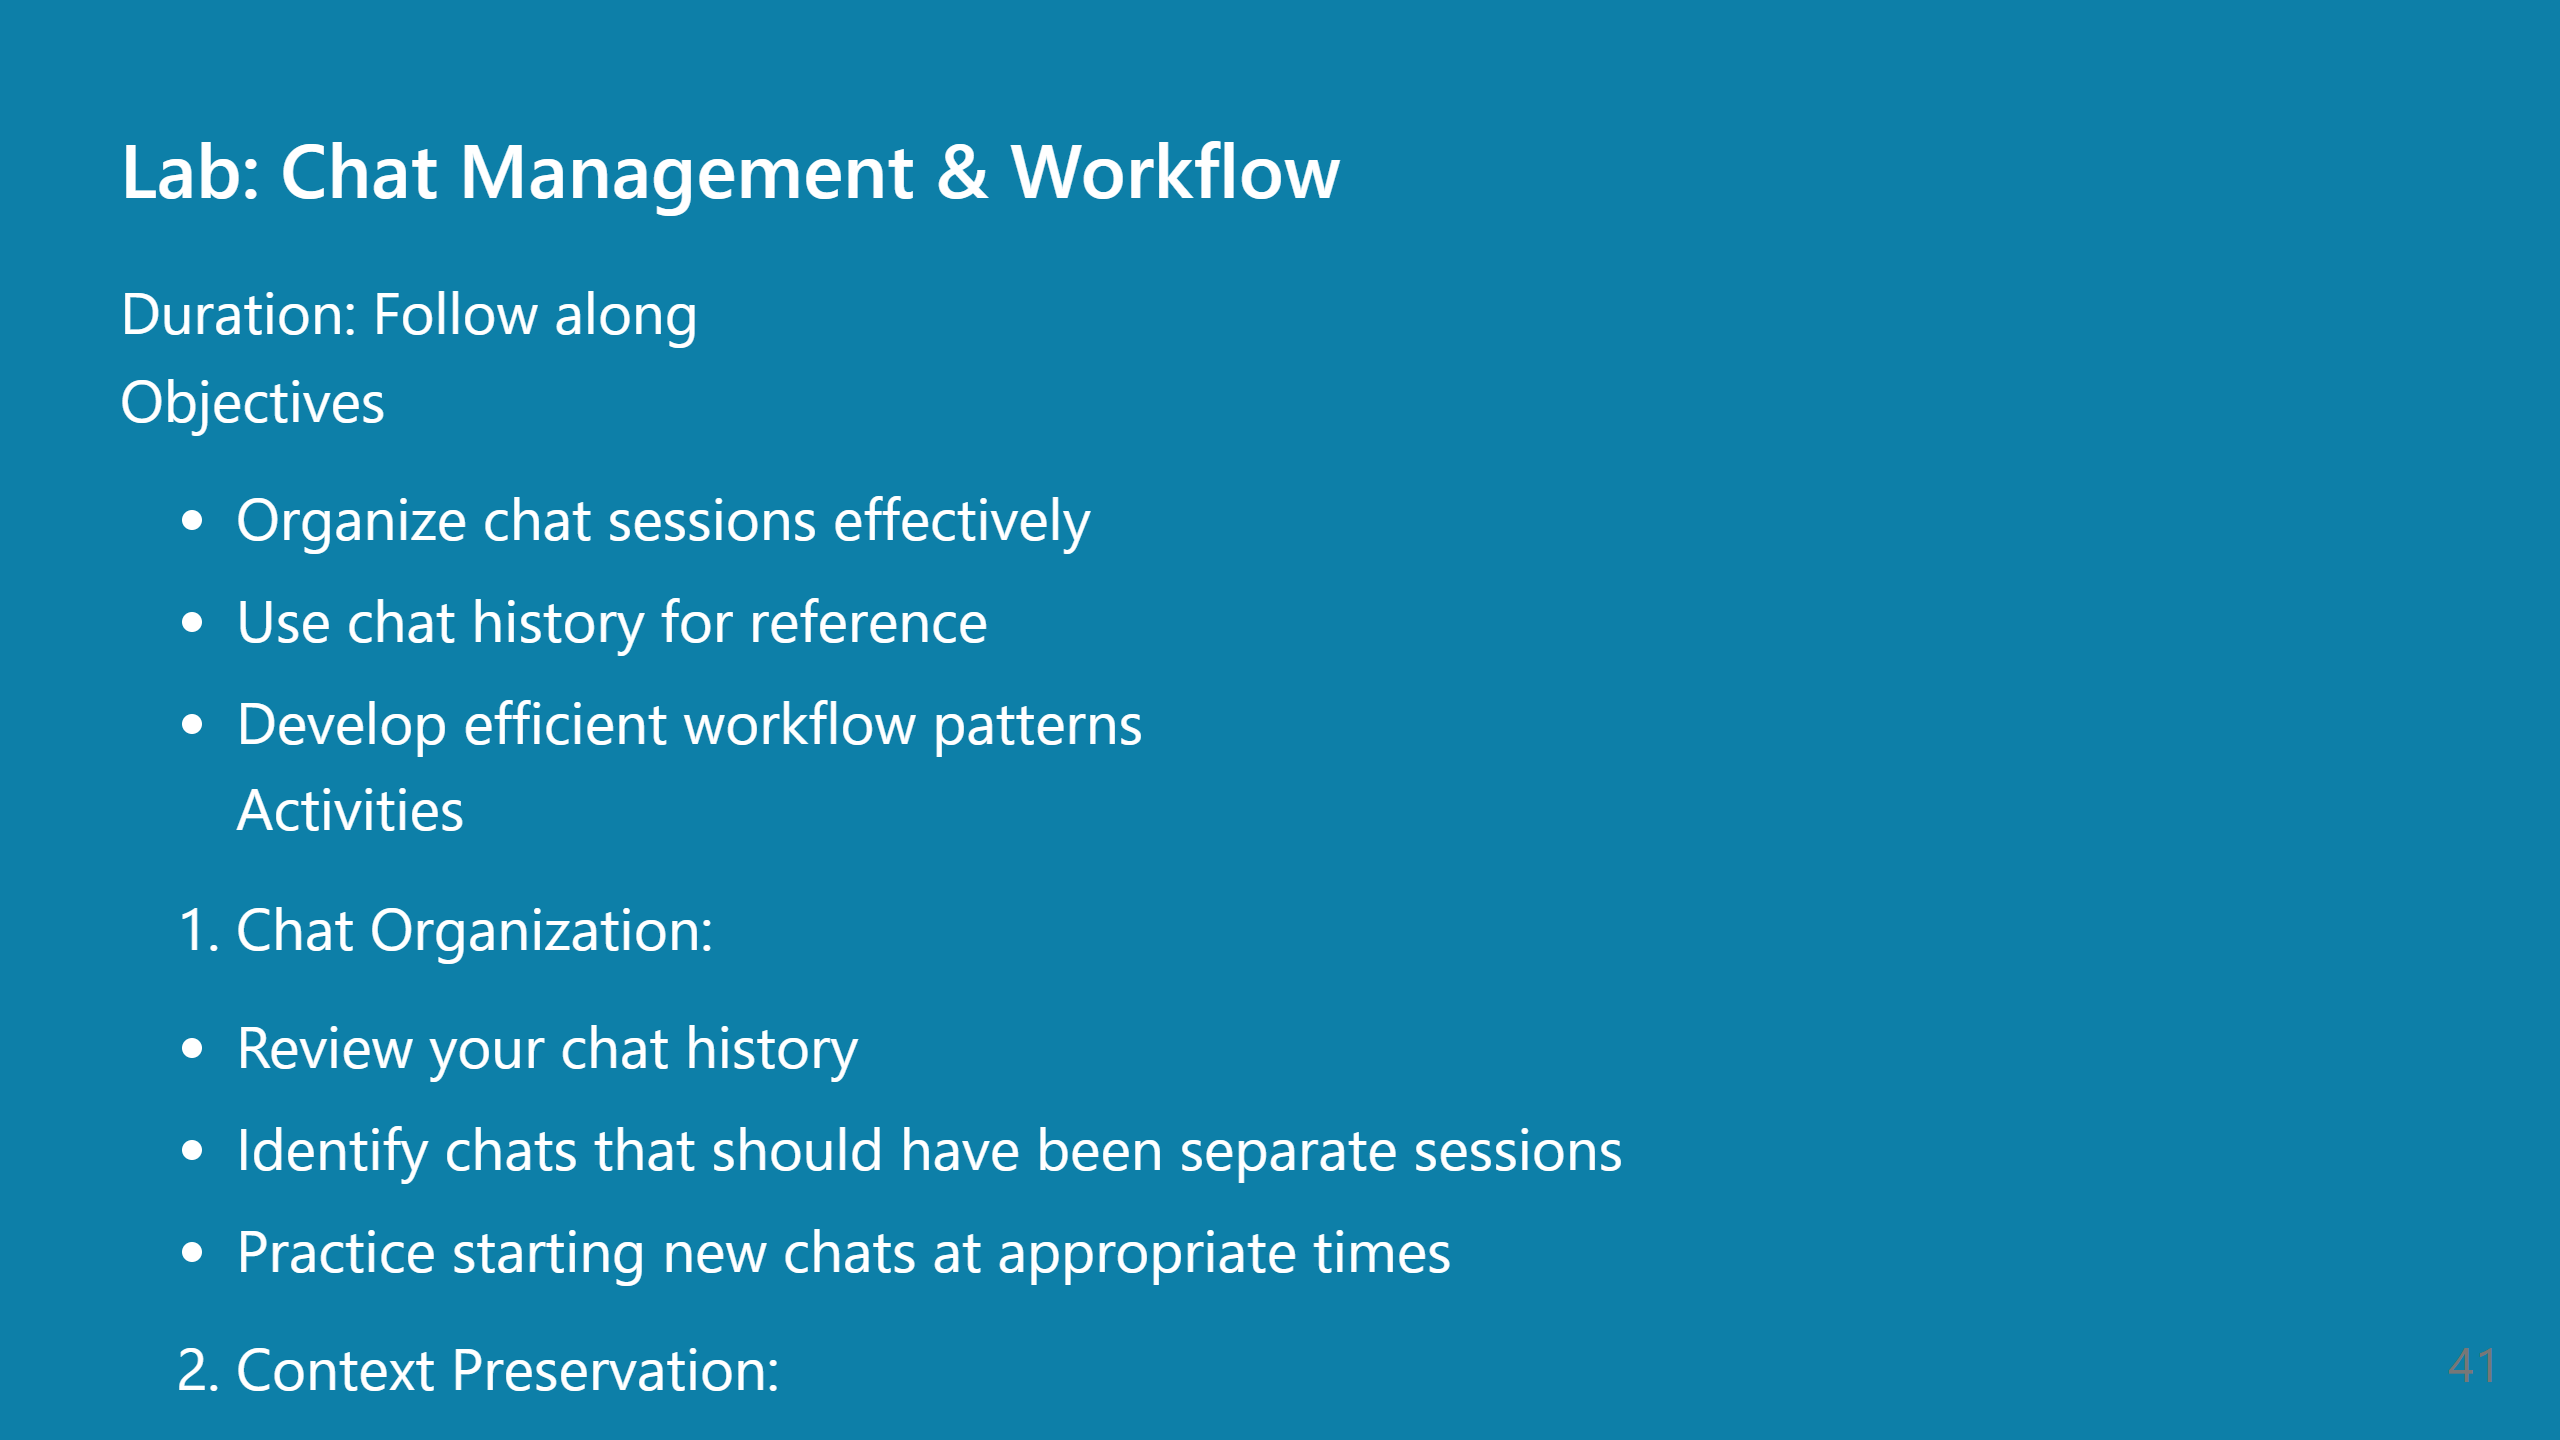 Lab: Chat Management & Workflow
Duration: Follow along
Objectives
• Organize chat sessions effectively
• Use chat history for reference
• Develop efficient workflow patterns
Activities
1. Chat Organization:
• Review your chat history
• Identify chats that should have been separate sessions
• Practice starting new chats at appropriate times
2. Context Preservation:
41